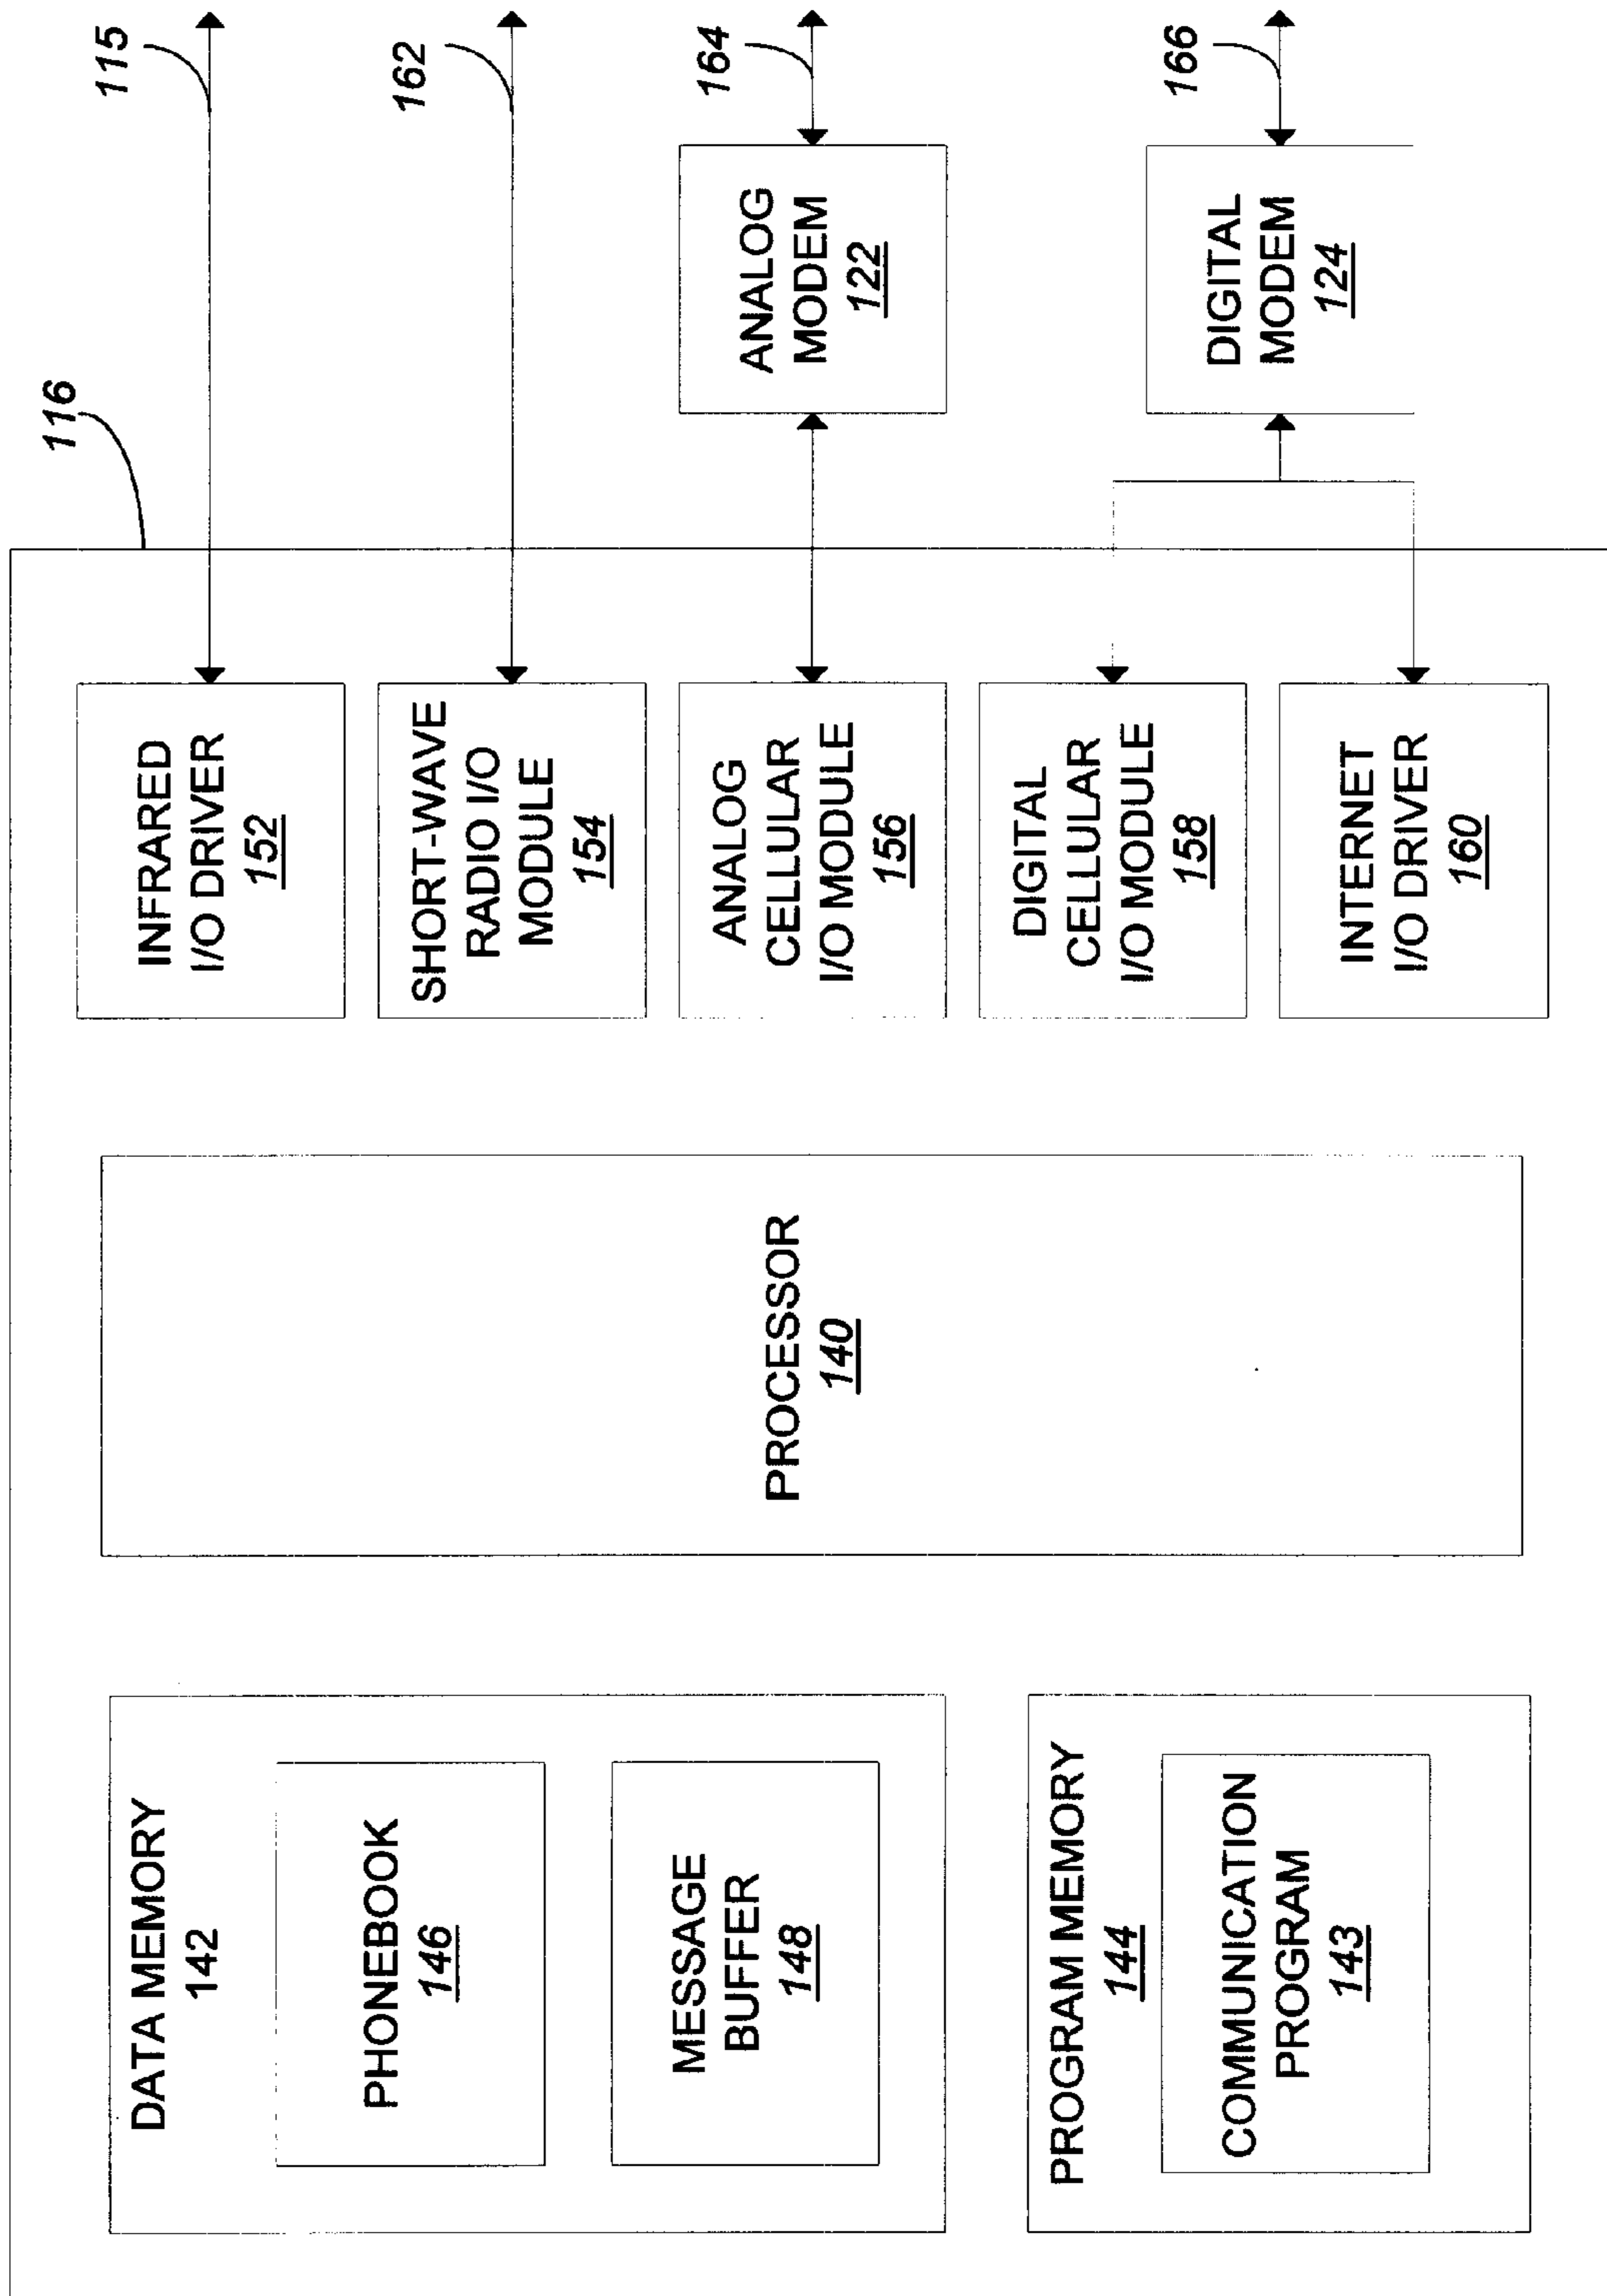 116
115
162
164
166
DATA MEMORY
142
PHONEBOOK
146
MESSAGE
BUFFER
148
PROGRAM MEMORY
144
COMMUNICATION
PROGRAM
143
PROCESSOR
140
INFRARED
I/O DRIVER
152
SHORT-WAVE
RADIO I/O
MODULE
154
ANALOG
CELLULAR
I/O MODULE
156
DIGITAL
CELLULAR
I/O MODULE
158
INTERNET
I/O DRIVER
160
ANALOG
MODEM
122
DIGITAL
MODEM
124